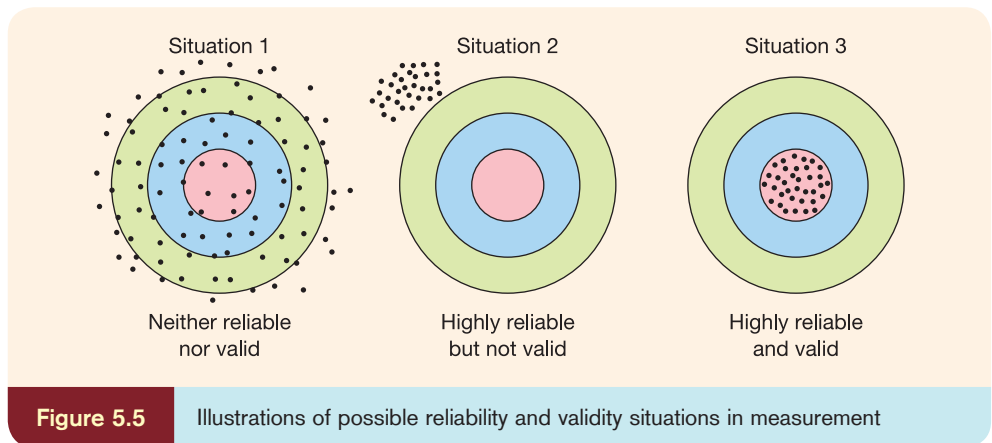 Situation 1
Situation 2
Situation 3
Neither reliable
nor valid
Highly reliable
but not valid
Highly reliable
and valid
Figure 5.5
Illustrations of possible reliability and validity situations in measurement